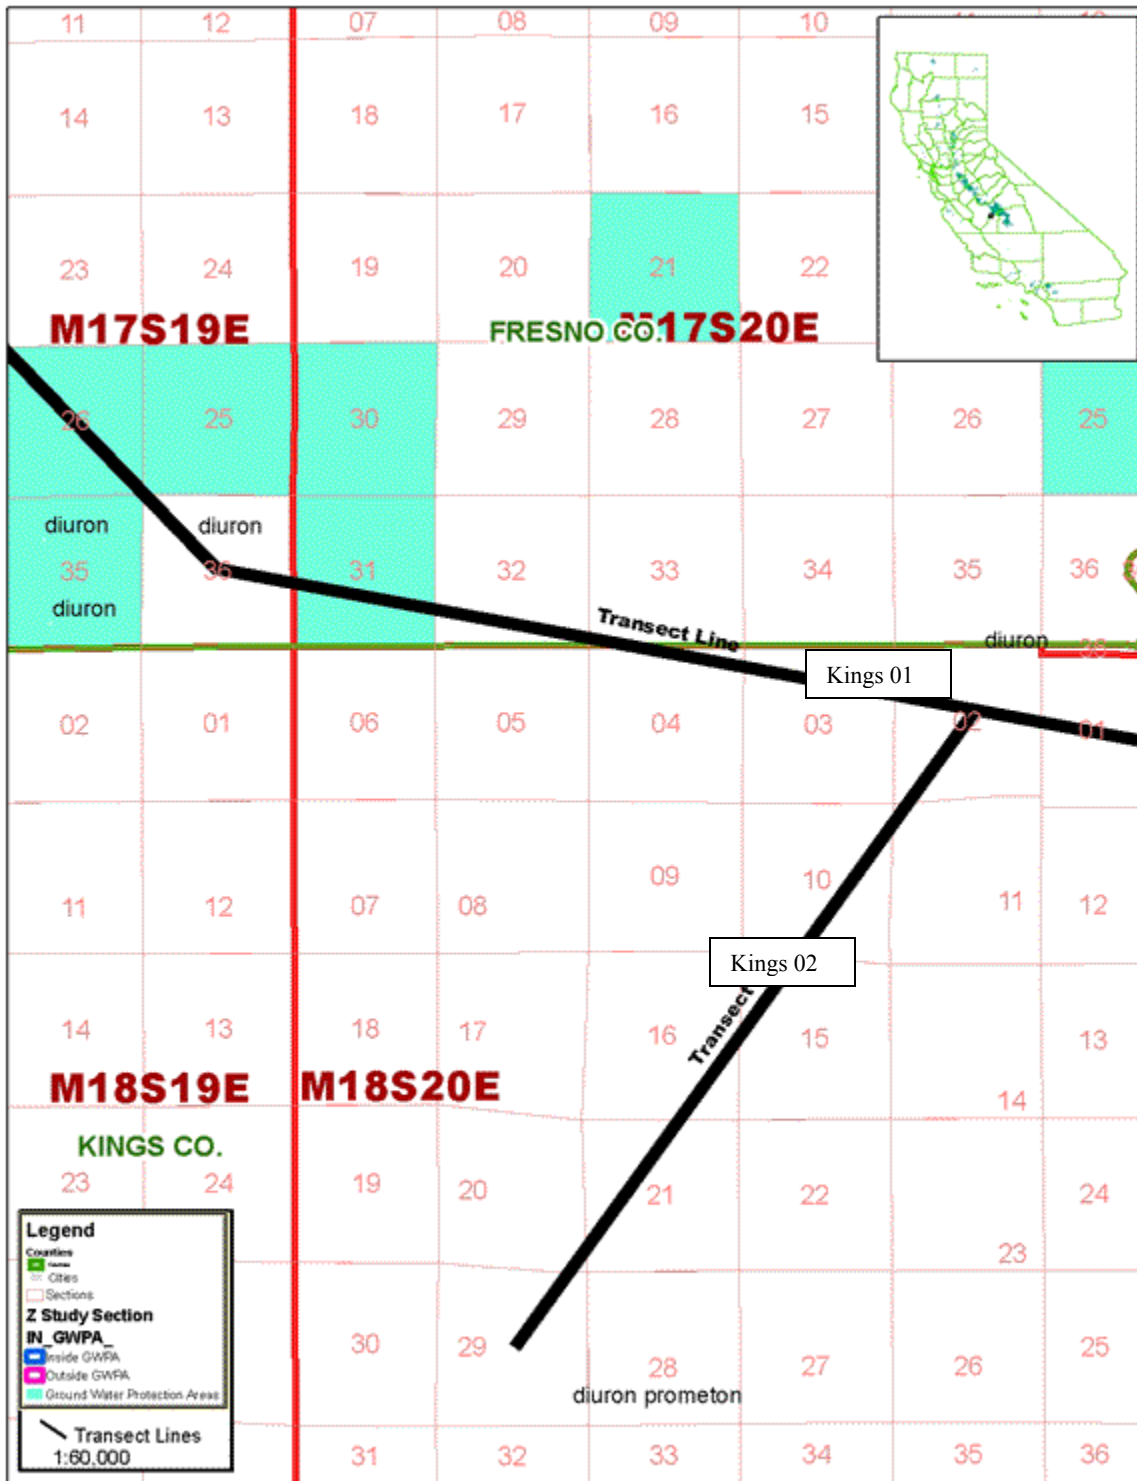 11 12 07 08 09 10
14 13 18 17 16 15
23 24 19 20 21 22
M17S19E FRESNO CO. M17S20E
26 25 30 29 28 27 26 25
diuron diuron
35 36 31 32 33 34 35 36
diuron
Transect Line
diuron
36
Kings 01
02 01 06 05 04 03 02 01
11 12 07 08 09 10 11 12
Kings 02
Transect
14 13 18 17 16 15 13
M18S19E M18S20E
14
KINGS CO.
23 24 19 20 21 22 24
23
30 29 28 27 26 25
diuron prometon
31 32 33 34 35 36
Legend
Counties
Cities
Sections
Z Study Section
IN_GWPA_
Inside GWPA
Outside GWPA
Ground Water Protection Areas
Transect Lines
1:60,000